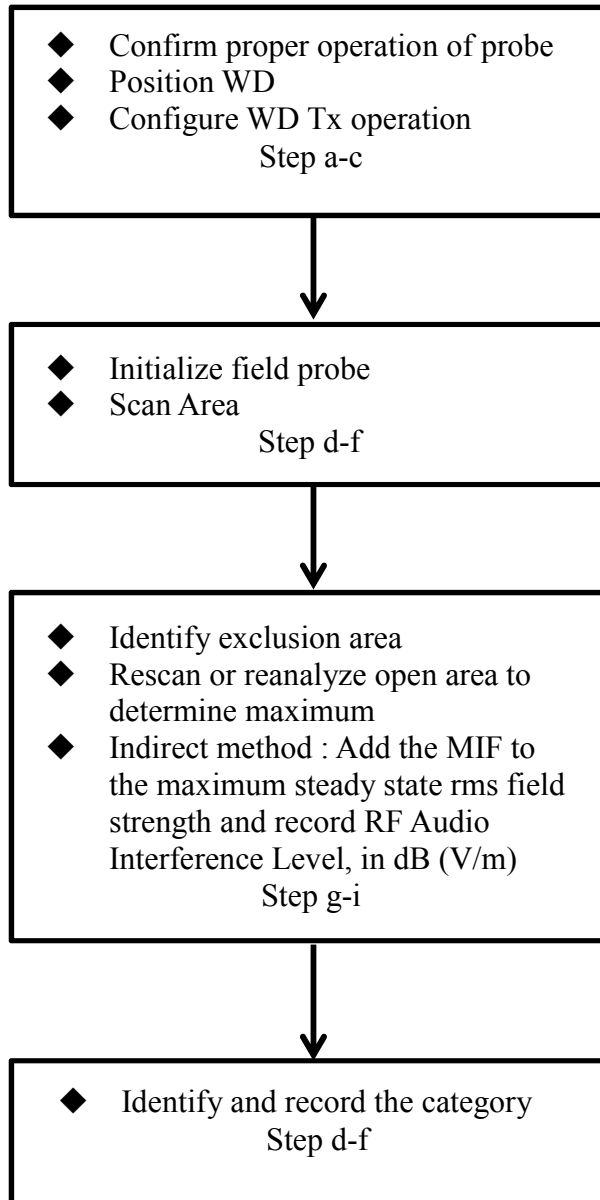 ◆ Confirm proper operation of probe
◆ Position WD
◆ Configure WD Tx operation
Step a-c
◆ Initialize field probe
◆ Scan Area
Step d-f
◆ Identify exclusion area
◆ Rescan or reanalyze open area to
determine maximum
◆ Indirect method : Add the MIF to
the maximum steady state rms field
strength and record RF Audio
Interference Level, in dB (V/m)
Step g-i
◆ Identify and record the category
Step d-f